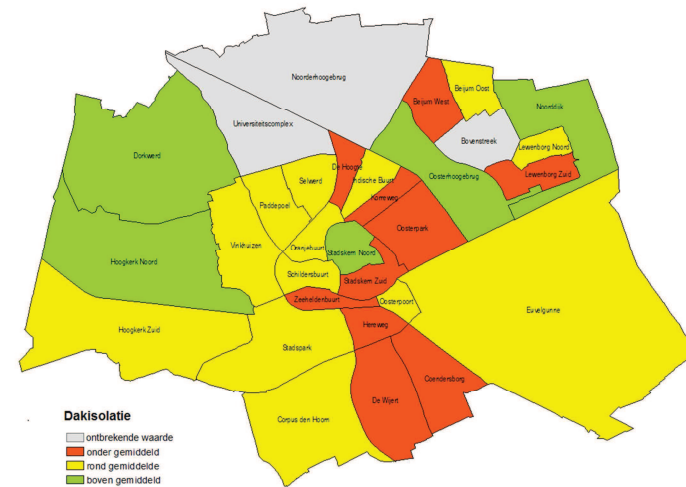 Noorderhoogebrug
Beijum Oost
Beijum West
Noorddijk
Universiteitscomplex
Bovenstreek
Lewenborg Noord
Dorkwerd
De Hoogte
Selwerd
Indische Buurt
Oosterhoogebrug
Lewenborg Zuid
Korreweg
Paddepoel
Oosterpark
Oranjebuurt
Vinkhuizen
Stadskern Noord
Hoogkerk Noord
Schildersbuurt
Stadskern Zuid
Zeeheldenbuurt
Oosterpoort
Euvelgunne
Hereweg
Hoogkerk Zuid
Stadspark
Coendersborg
De Wijert
Corpus den Hoorn
Dakisolatie
ontbrekende waarde
onder gemiddeld
rond gemiddelde
boven gemiddeld